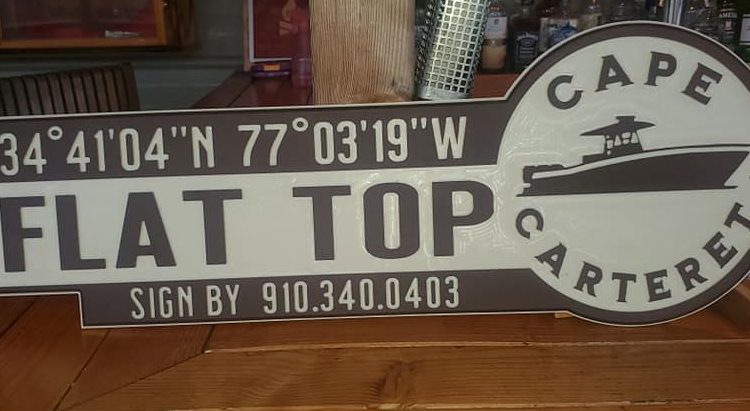 34°41'04"N 77°03'19"W
FLAT TOP
SIGN BY 910.340.0403
CAPE
CARTERET